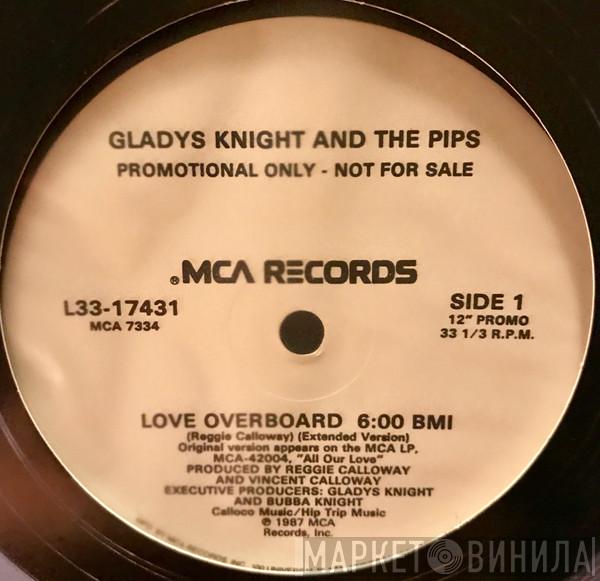 GLADYS KNIGHT AND THE PIPS
PROMOTIONAL ONLY - NOT FOR SALE
®MCA RECORDS
L33-17431
MCA 7334
SIDE 1
12" PROMO
33 1/3 R.P.M.
LOVE OVERBOARD 6:00 BMI
(Reggie Calloway) (Extended Version)
Original version appears on the MCA LP.
MCA-42004, "All Our Love"
PRODUCED BY REGGIE CALLOWAY
AND VINCENT CALLOWAY
EXECUTIVE PRODUCERS: GLADYS KNIGHT
AND BUBBA KNIGHT
Calloco Music/Hip Trip Music
℗ 1987 MCA
Records, Inc.
MCA RECORDS, INC.
МАРКЕТ ВИНИЛА